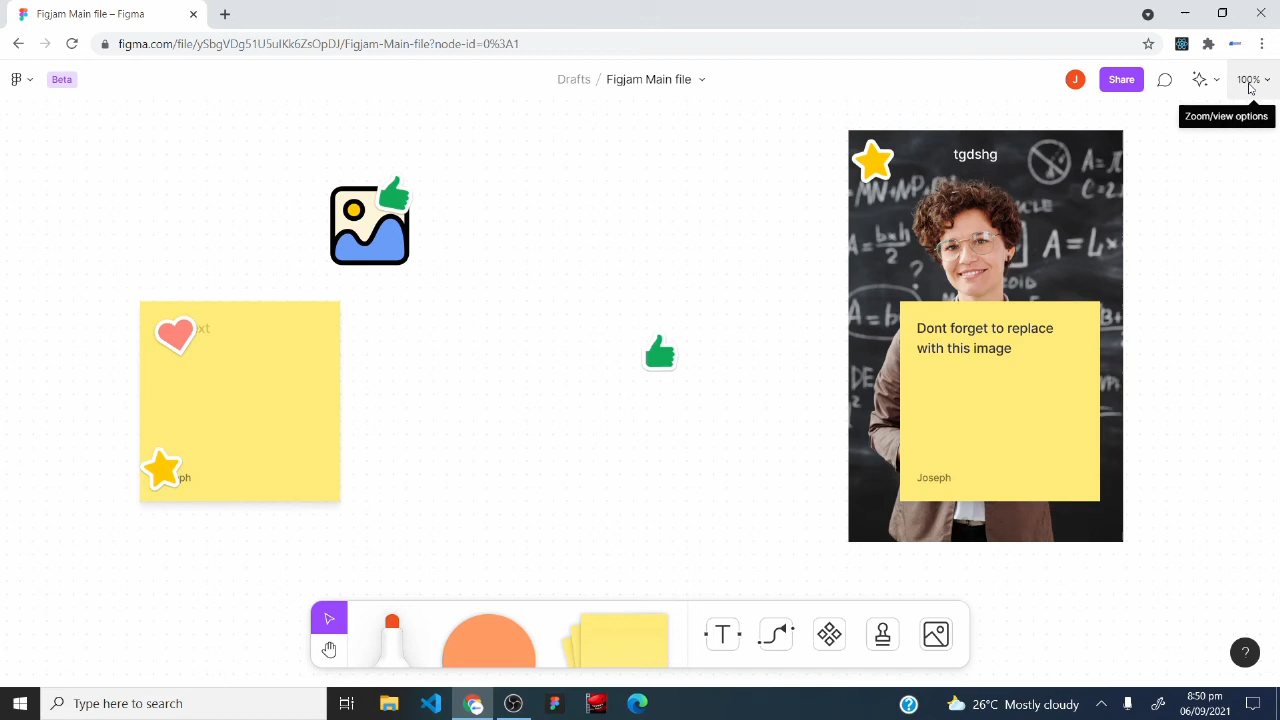 Figjam Main file – Figma
figma.com/file/ySbgVDg51U5uIKk6ZsOpDJ/Figjam-Main-file?node-id=0%3A1
Beta
Drafts / Figjam Main file
J
Share
100%
Zoom/view options
tgdshg
xt
ph
Dont forget to replace
with this image
Joseph
T
?
Type here to search
26°C Mostly cloudy
8:50 pm
06/09/2021